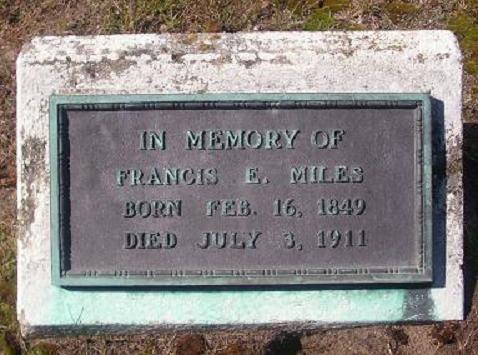 IN MEMORY OF
FRANCIS E. MILES
BORN FEB. 16, 1849
DIED JULY 3, 1911